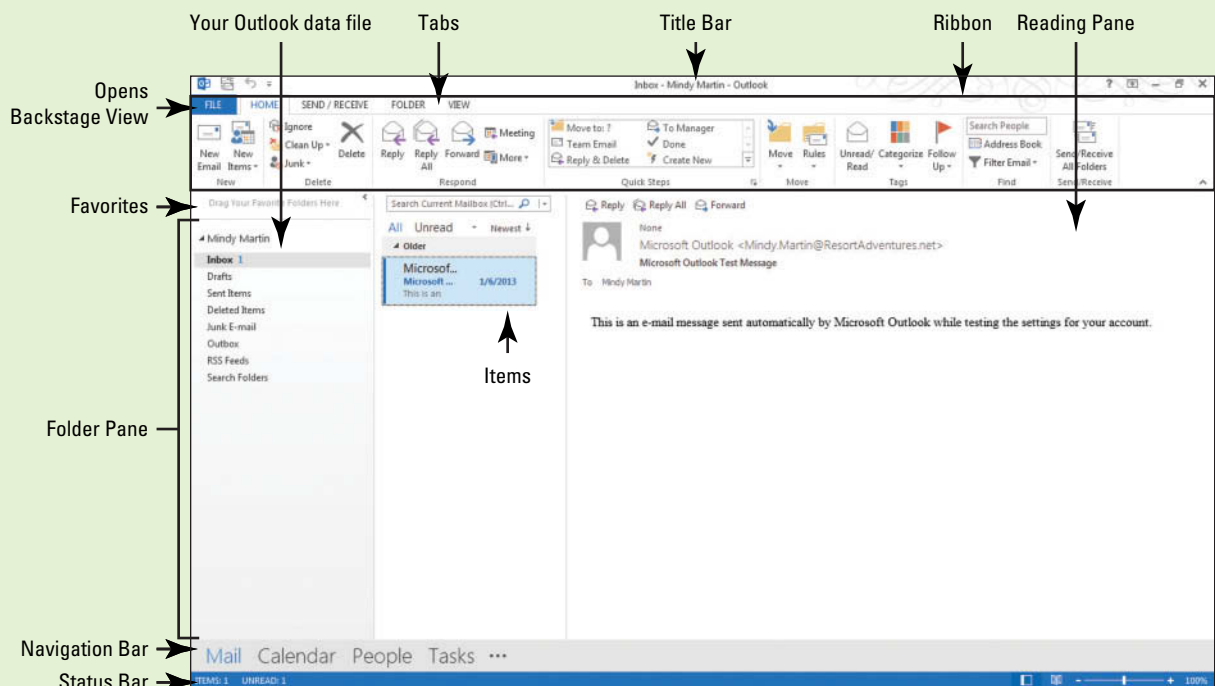 Your Outlook data file Tabs Title Bar Ribbon Reading Pane
Opens
Backstage View
Inbox - Mindy Martin - Outlook
FILE HOME SEND / RECEIVE FOLDER VIEW
New
Email
New
Items
New
Ignore
Clean Up
Junk
Delete
Delete
Reply
Reply
All
Forward
Meeting
More
Respond
Move to: ?
Team Email
Reply & Delete
To Manager
Done
Create New
Quick Steps
Move
Rules
Move
Unread/
Read
Categorize
Follow
Up
Tags
Search People
Address Book
Filter Email
Find
Send/Receive
All Folders
Send/Receive
Favorites
Drag Your Favorite Folders Here
Mindy Martin
Inbox 1
Drafts
Sent Items
Deleted Items
Junk E-mail
Outbox
RSS Feeds
Search Folders
Folder Pane
Search Current Mailbox (Ctrl...
All Unread Newest
Older
Microsof...
Microsoft ... 1/6/2013
This is an
Items
Reply Reply All Forward
None
Microsoft Outlook <Mindy.Martin@ResortAdventures.net>
Microsoft Outlook Test Message
To Mindy Martin
This is an e-mail message sent automatically by Microsoft Outlook while testing the settings for your account.
Navigation Bar
Mail Calendar People Tasks ...
Status Bar
ITEMS: 1 UNREAD: 1
100%